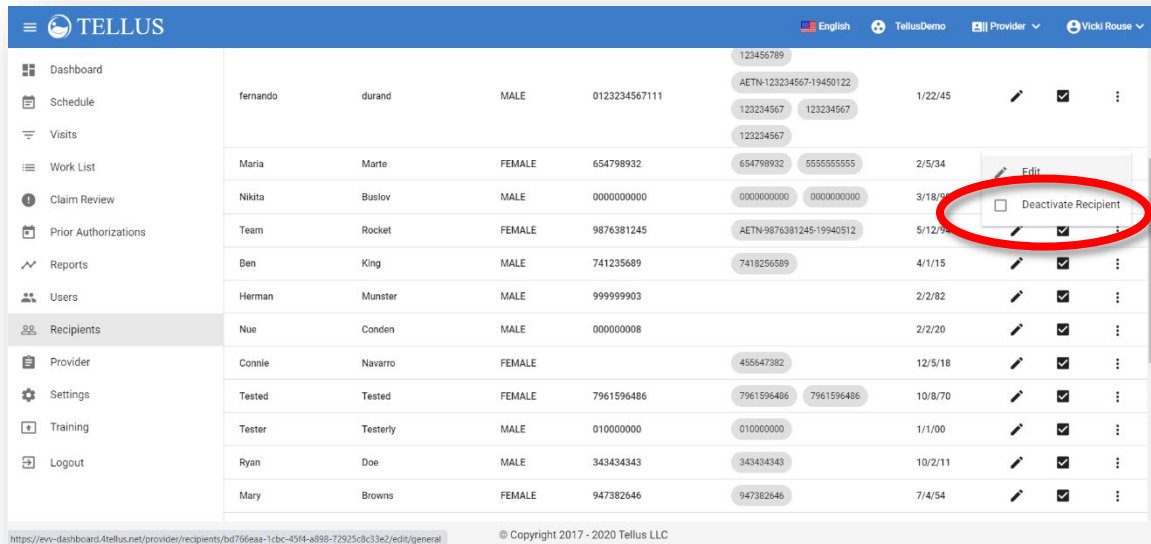 TELLUS
English TellusDemo Provider Vicki Rouse
Dashboard
Schedule
Visits
Work List
Claim Review
Prior Authorizations
Reports
Users
Recipients
Provider
Settings
Training
Logout
123456789
AETN-123234567-19450122
fernando durand MALE 0123234567111 123234567 123234567 1/22/45
123234567
Maria Marte FEMALE 654798932 654798932 5555555555 2/5/34
Edit
Nikita Buslov MALE 0000000000 0000000000 0000000000
Deactivate Recipient
Team Rocket FEMALE 9876381245 AETN-9876381245-19940512
Ben King MALE 741235689 7418256589 4/1/15
Herman Munster MALE 999999903 2/2/82
Nue Conden MALE 000000008 2/2/20
Connie Navarro FEMALE 455647382 12/5/18
Tested Tested FEMALE 7961596486 7961596486 7961596486 10/8/70
Tester Testerly MALE 010000000 010000000 1/1/00
Ryan Doe MALE 343434343 343434343 10/2/11
Mary Browns FEMALE 947382646 947382646 7/4/54
© Copyright 2017 - 2020 Tellus LLC
https://evv-dashboard.4tellus.net/provider/recipients/bd766eaa-1cbc-45f4-a898-72925c8c33e2/edit/general